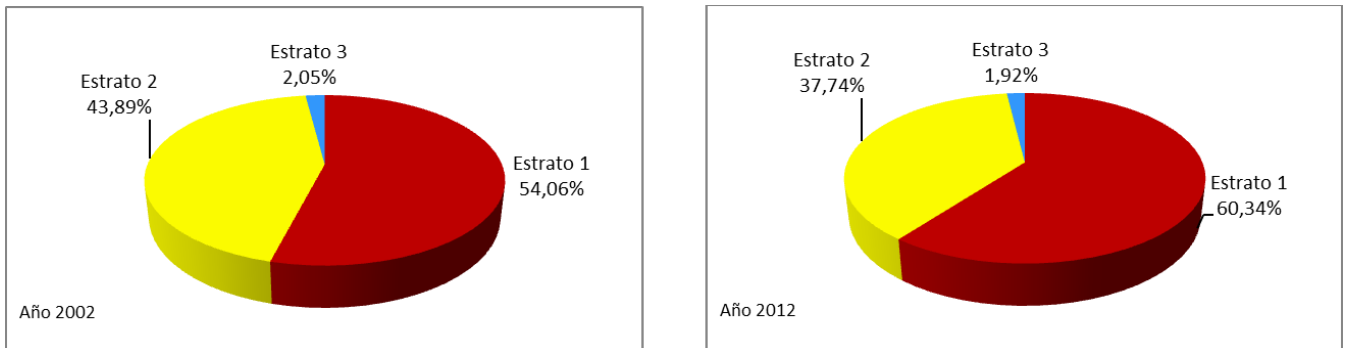 Estrato 3
2,05%
Estrato 2
43,89%
Estrato 1
54,06%
Año 2002
Estrato 3
1,92%
Estrato 2
37,74%
Estrato 1
60,34%
Año 2012